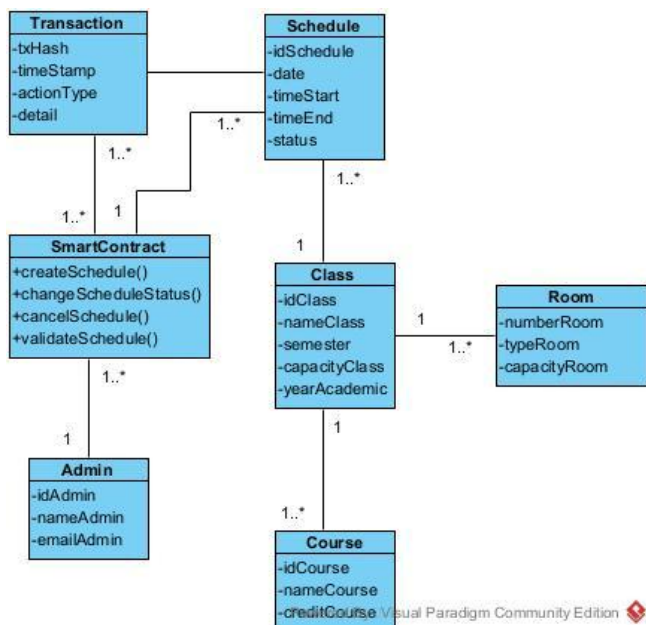 Transaction
-txHash
-timeStamp
-actionType
-detail
Schedule
-idSchedule
-date
-timeStart
-timeEnd
-status
1..*
1..*
1..*
1..*
1
SmartContract
+createSchedule()
+changeScheduleStatus()
+cancelSchedule()
+validateSchedule()
1
Class
-idClass
-nameClass
-semester
-capacityClass
-yearAcademic
1
1..*
Room
-numberRoom
-typeRoom
-capacityRoom
1..*
1
Admin
-idAdmin
-nameAdmin
-emailAdmin
1
1..*
Course
-idCourse
-nameCourse
-creditCourse
Visual Paradigm Community Edition